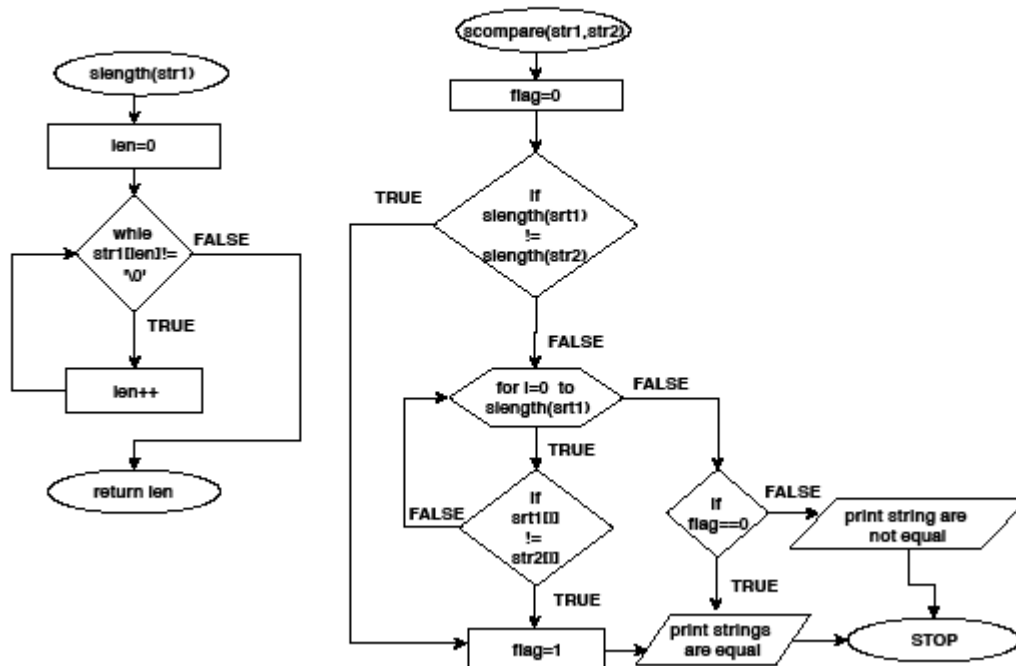 slength(str1)
len=0
while
str1[len]!=
'\0'
FALSE
TRUE
len++
return len
scompare(str1,str2)
flag=0
TRUE
if
slength(srt1)
!=
slength(str2)
FALSE
for i=0 to
slength(srt1)
FALSE
TRUE
if
srt1[i]
!=
str2[i]
FALSE
TRUE
flag=1
if
flag==0
FALSE
print string are
not equal
TRUE
print strings
are equal
STOP